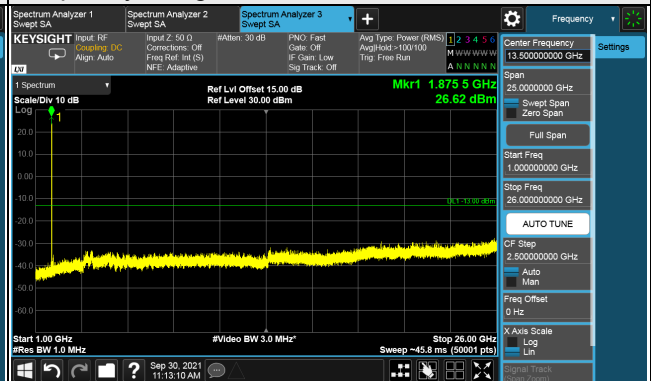 Spectrum Analyzer 1
Swept SA
Spectrum Analyzer 2
Swept SA
Spectrum Analyzer 3
Swept SA
Frequency
KEYSIGHT
Input: RF
Coupling: DC
Align: Auto
Input Z: 50 Ω
Corrections: Off
Freq Ref: Int (S)
NFE: Adaptive
#Atten: 30 dB
PNO: Fast
Gate: Off
IF Gain: Low
Sig Track: Off
Avg Type: Power (RMS)
Avg|Hold:>100/100
Trig: Free Run
1 2 3 4 5 6
M W W W W W
A N N N N N
LXI
1 Spectrum
Scale/Div 10 dB
Ref Lvl Offset 15.00 dB
Ref Level 30.00 dBm
Mkr1 1.875 5 GHz
26.62 dBm
Log
1
20.0
10.0
0.00
-10.0
DL1 -13.00 dBm
-20.0
-30.0
-40.0
-50.0
-60.0
Start 1.00 GHz
#Res BW 1.0 MHz
#Video BW 3.0 MHz*
Stop 26.00 GHz
Sweep ~45.8 ms (50001 pts)
Sep 30, 2021
11:13:10 AM
?
Center Frequency
13.500000000 GHz
Settings
Span
25.0000000 GHz
Swept Span
Zero Span
Full Span
Start Freq
1.000000000 GHz
Stop Freq
26.000000000 GHz
AUTO TUNE
CF Step
2.500000000 GHz
Auto
Man
Freq Offset
0 Hz
X Axis Scale
Log
Lin
Signal Track
(Span Zoom)